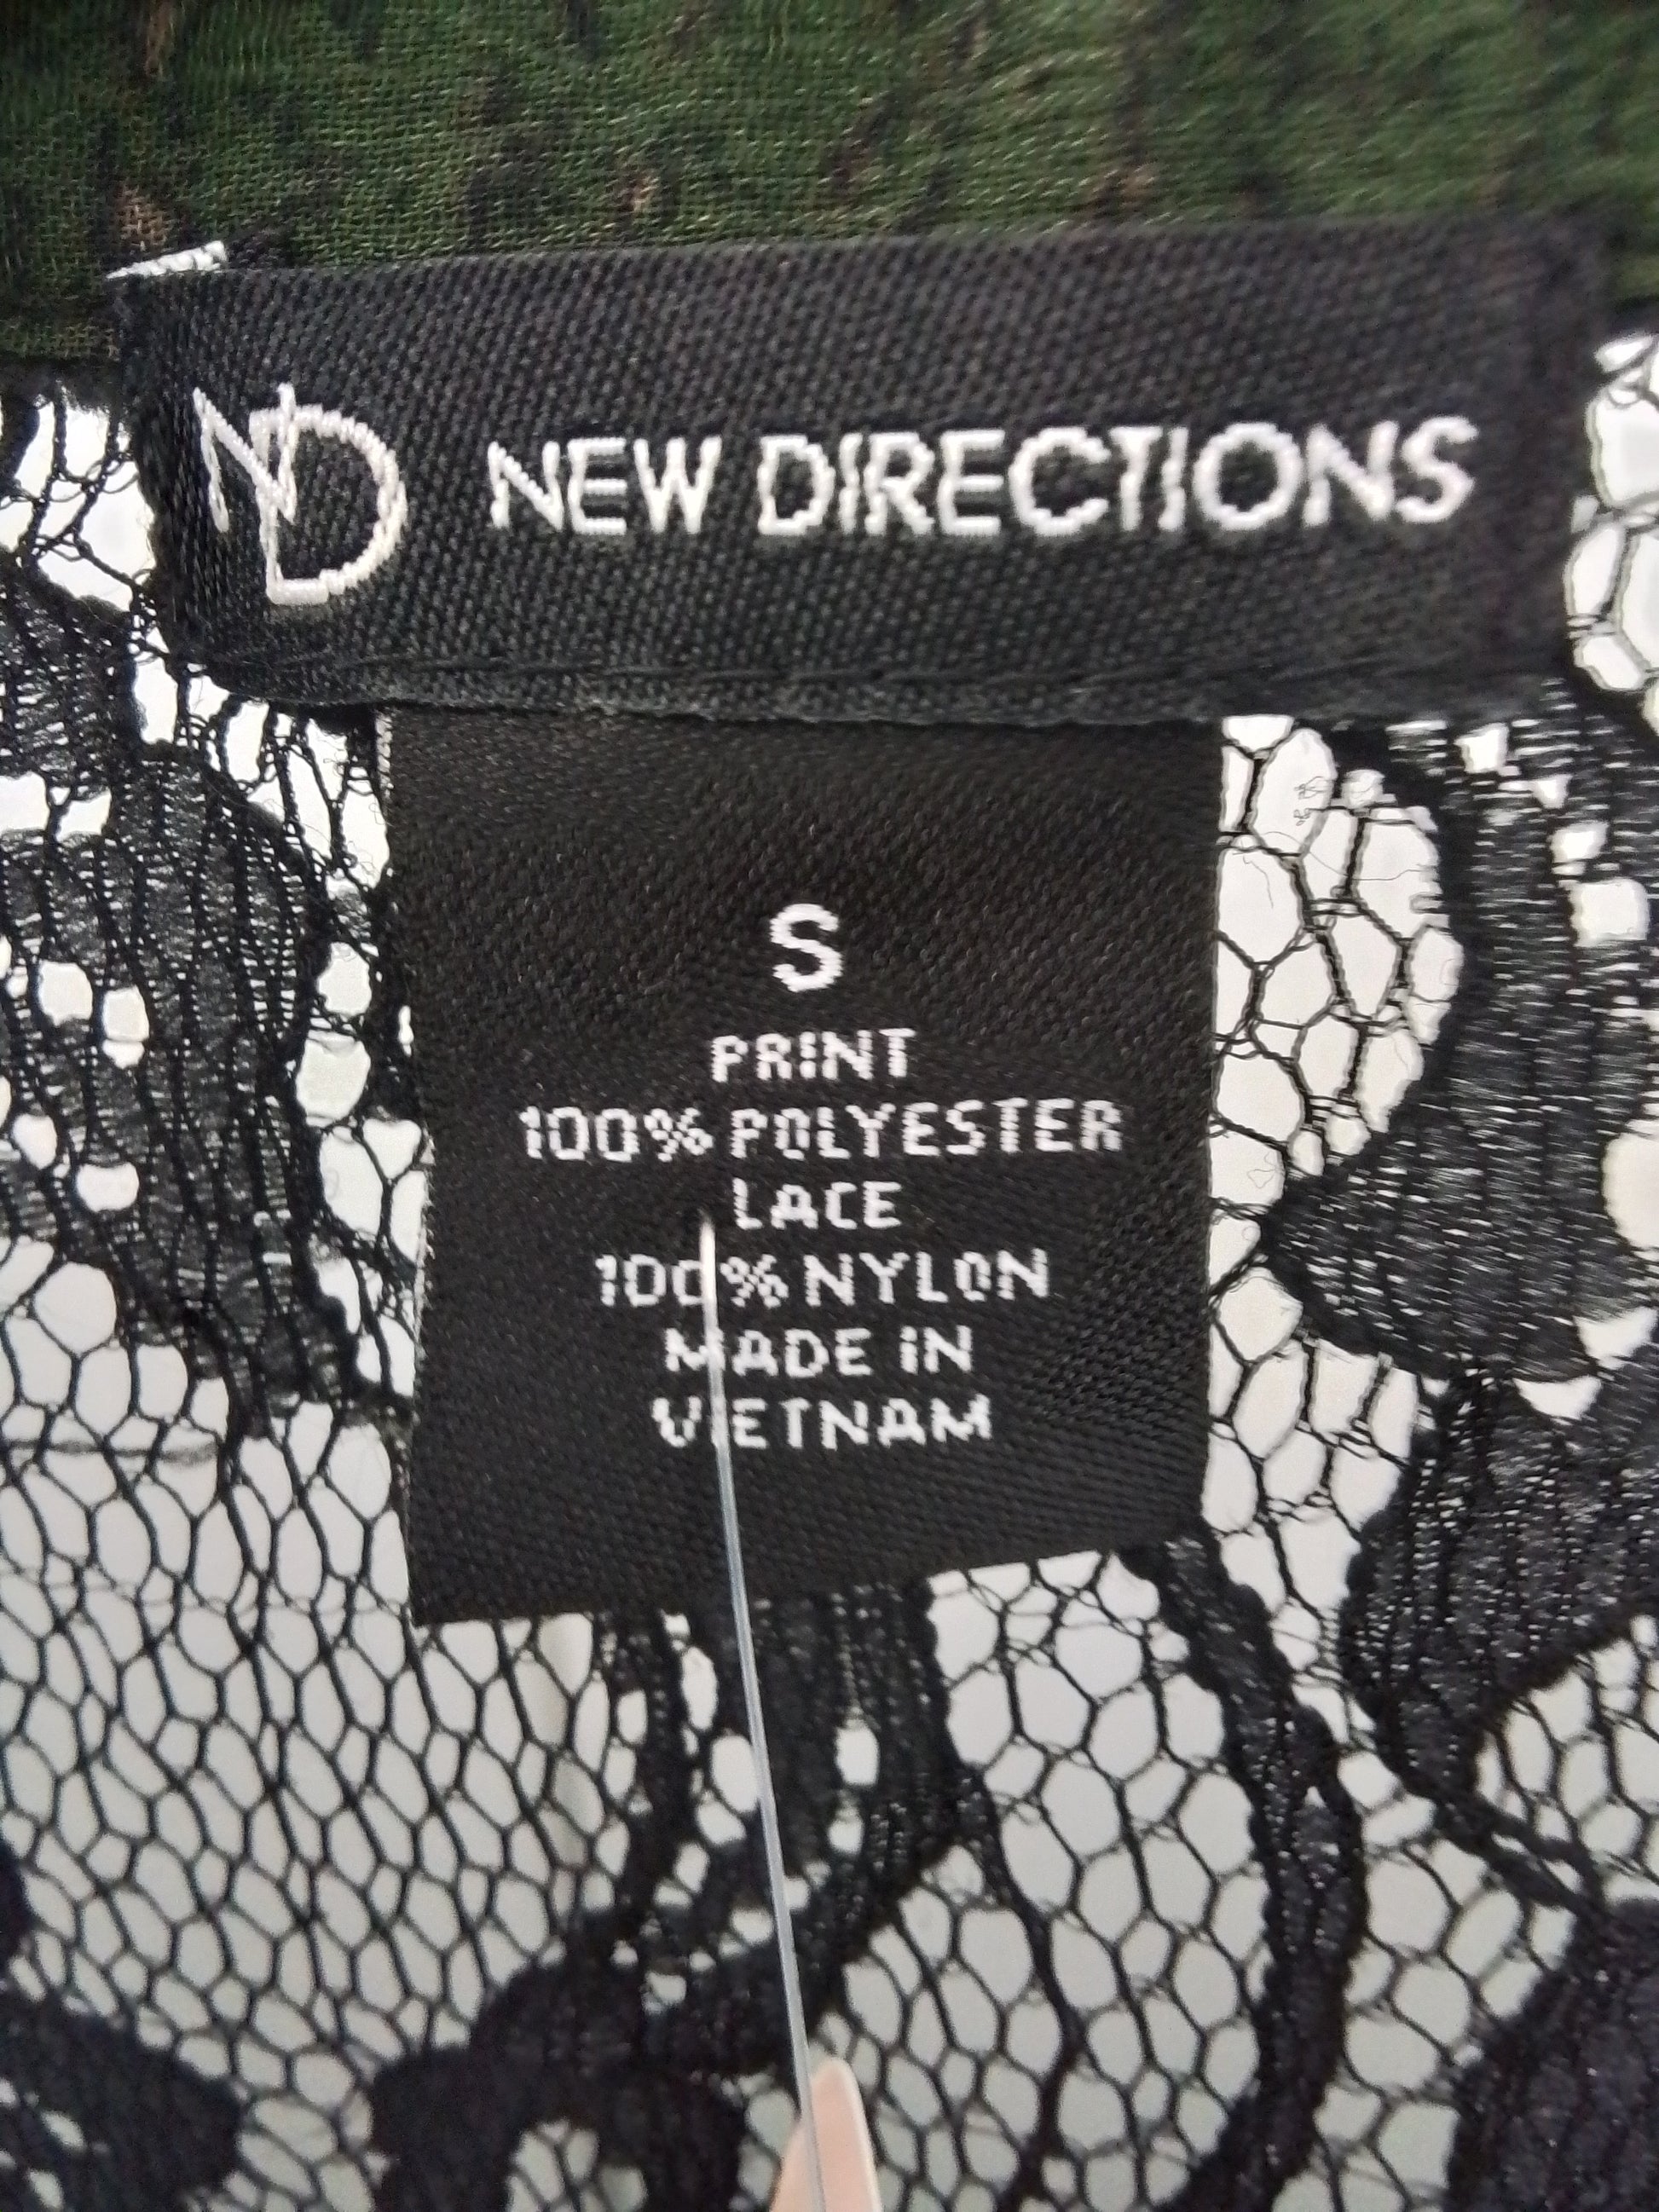 ND NEW DIRECTIONS
S
PRINT
100% POLYESTER
LACE
100% NYLON
MADE IN
VIETNAM